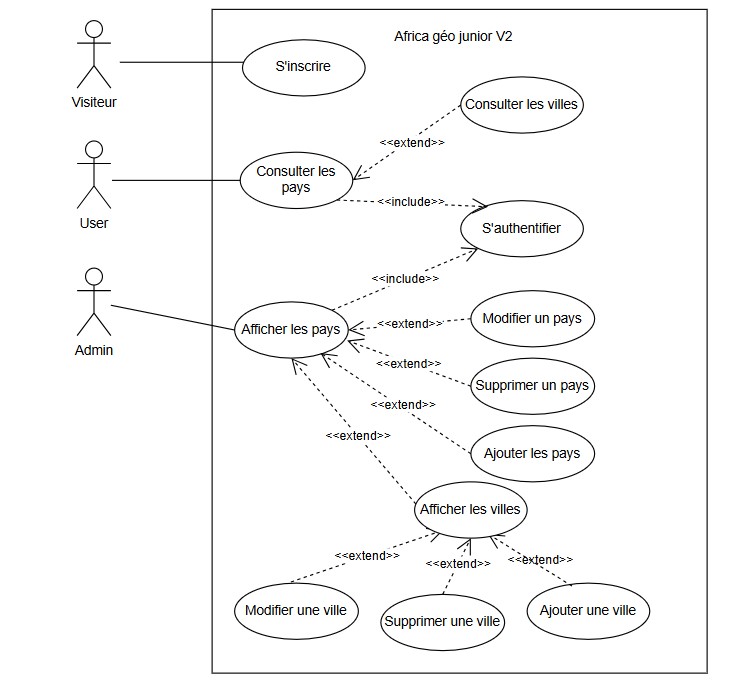 Africa géo junior V2
S'inscrire
Visiteur
Consulter les villes
<<extend>>
Consulter les
pays
<<include>>
User
S'authentifier
<<include>>
Modifier un pays
<<extend>>
Afficher les pays
Admin
<<extend>>
Supprimer un pays
<<extend>>
<<extend>>
Ajouter les pays
Afficher les villes
<<extend>>
<<extend>>
<<extend>>
Modifier une ville
Supprimer une ville
Ajouter une ville